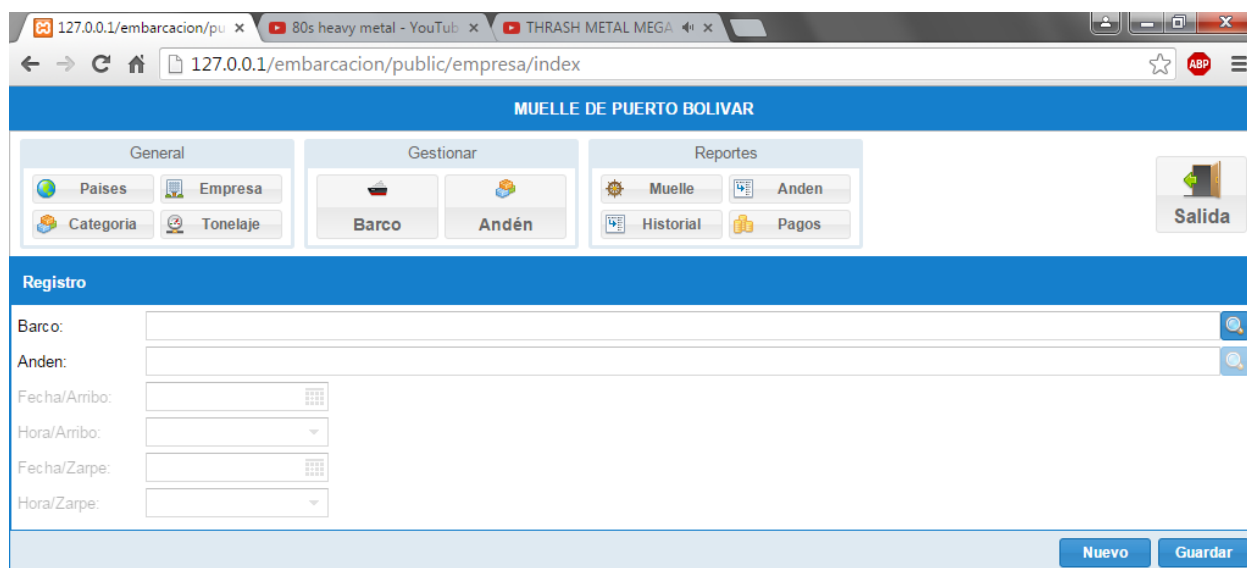 127.0.0.1/embarcacion/pu 80s heavy metal - YouTub THRASH METAL MEGA
127.0.0.1/embarcacion/public/empresa/index ABP
MUELLE DE PUERTO BOLIVAR
General Gestionar Reportes
Paises Empresa Muelle Anden
Categoria Tonelaje Barco Andén Historial Pagos Salida
Registro
Barco:
Anden:
Fecha/Arribo:
Hora/Arribo:
Fecha/Zarpe:
Hora/Zarpe:
Nuevo Guardar